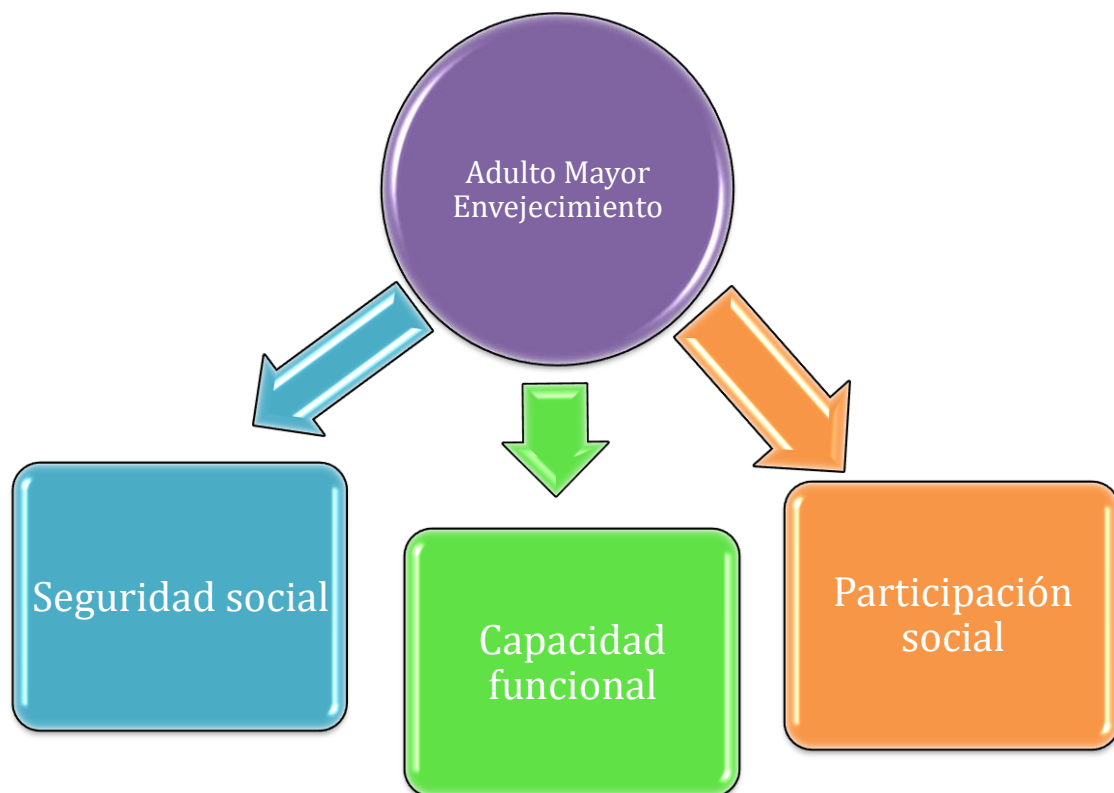 Adulto Mayor
Envejecimiento
Seguridad social
Capacidad
funcional
Participación
social